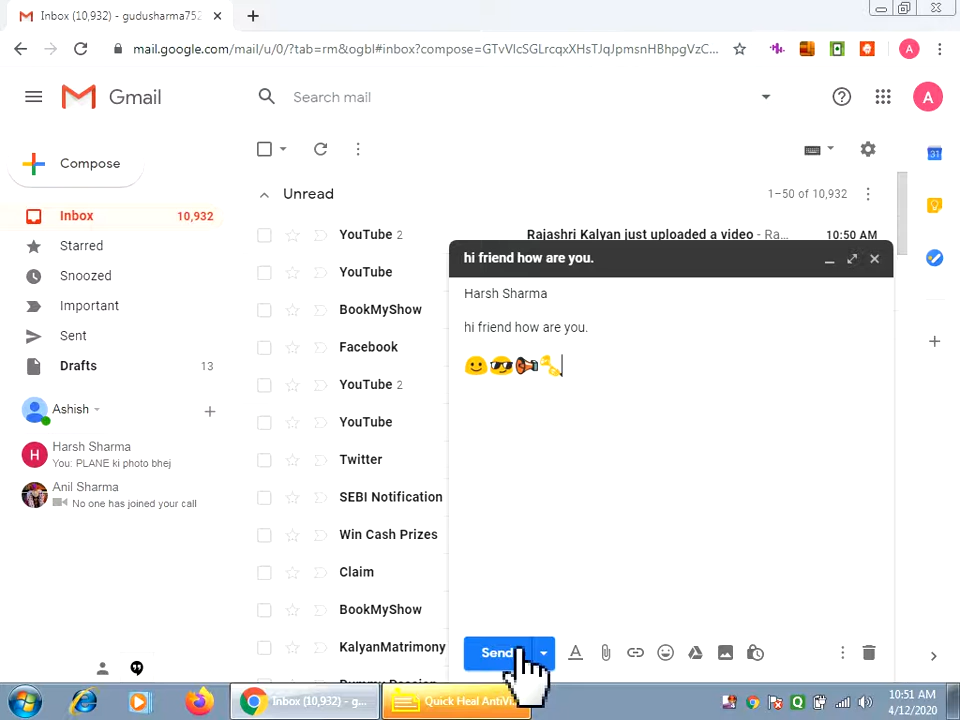 Inbox (10,932) - gudusharma752
mail.google.com/mail/u/0/?tab=rm&ogbl#inbox?compose=GTvVlcSGLrcqxXHsTJqJpmsnHBhpgVzC...
A
Gmail
Search mail
A
Compose
Unread
1–50 of 10,932
31
Inbox 10,932
Starred
Snoozed
Important
Sent
Drafts 13
Ashish
H
Harsh Sharma
You: PLANE ki photo bhej
Anil Sharma
No one has joined your call
YouTube 2 Rajashri Kalyan just uploaded a video - Ra... 10:50 AM
YouTube
BookMyShow
Facebook
YouTube 2
YouTube
Twitter
SEBI Notification
Win Cash Prizes
Claim
BookMyShow
KalyanMatrimony
hi friend how are you.
Harsh Sharma
hi friend how are you.
🙂😎
Send
Inbox (10,932) - g...
Quick Heal AntiVi
10:51 AM
4/12/2020